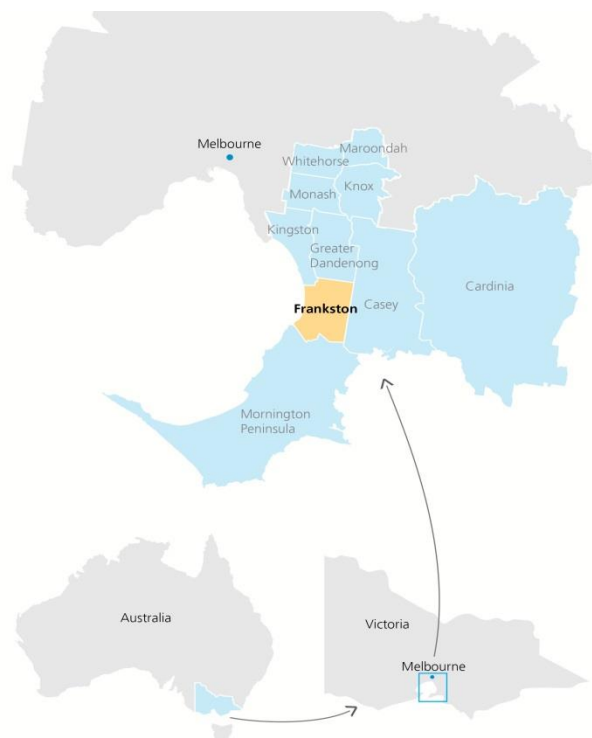 Melbourne
Maroondah
Whitehorse
Knox
Monash
Kingston
Greater
Dandenong
Cardinia
Frankston
Casey
Mornington
Peninsula
Australia
Victoria
Melbourne